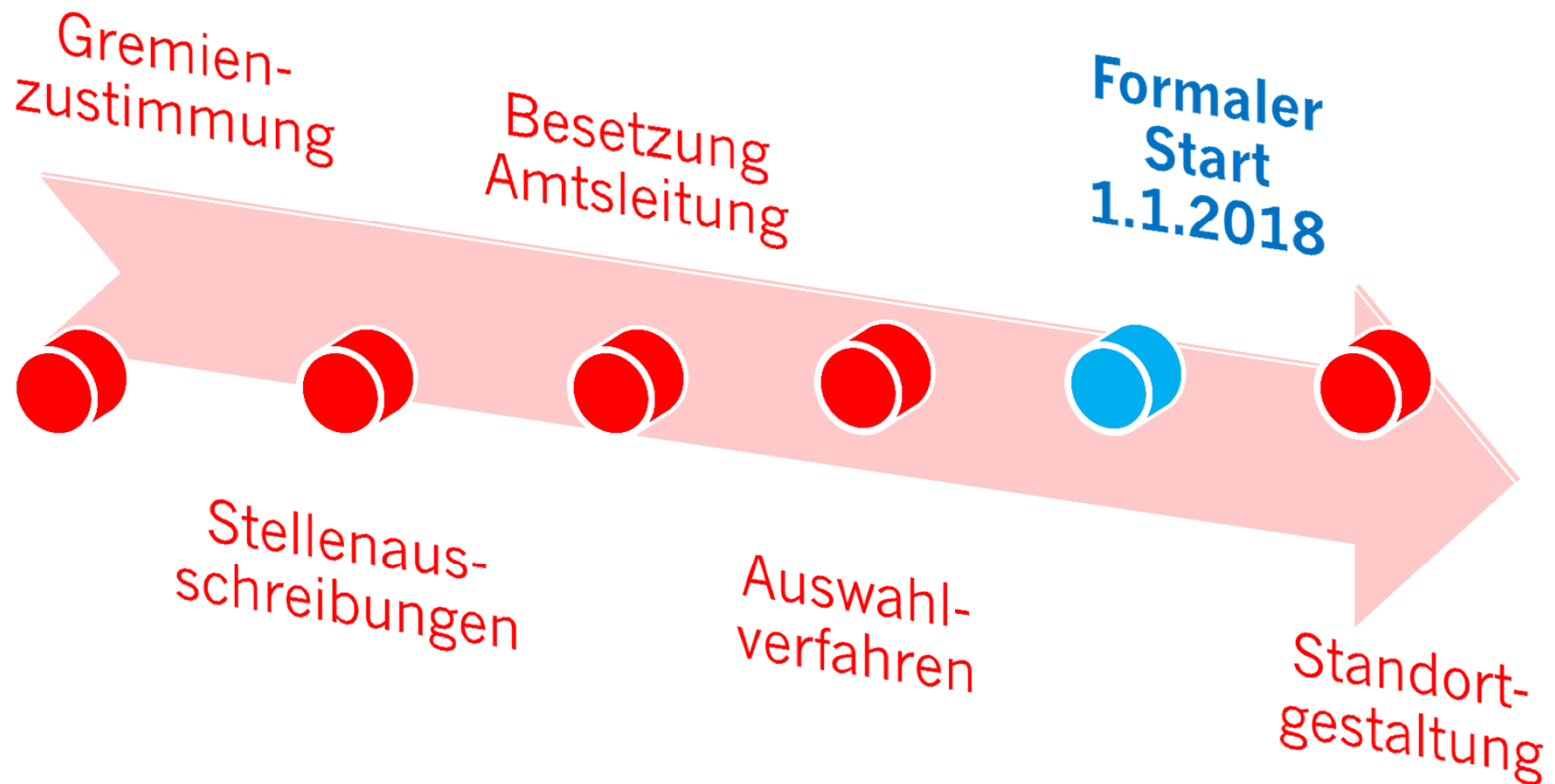 Gremien-
zustimmung
Stellenaus-
schreibungen
Besetzung
Amtsleitung
Auswahl-
verfahren
Formaler
Start
1.1.2018
Standort-
gestaltung